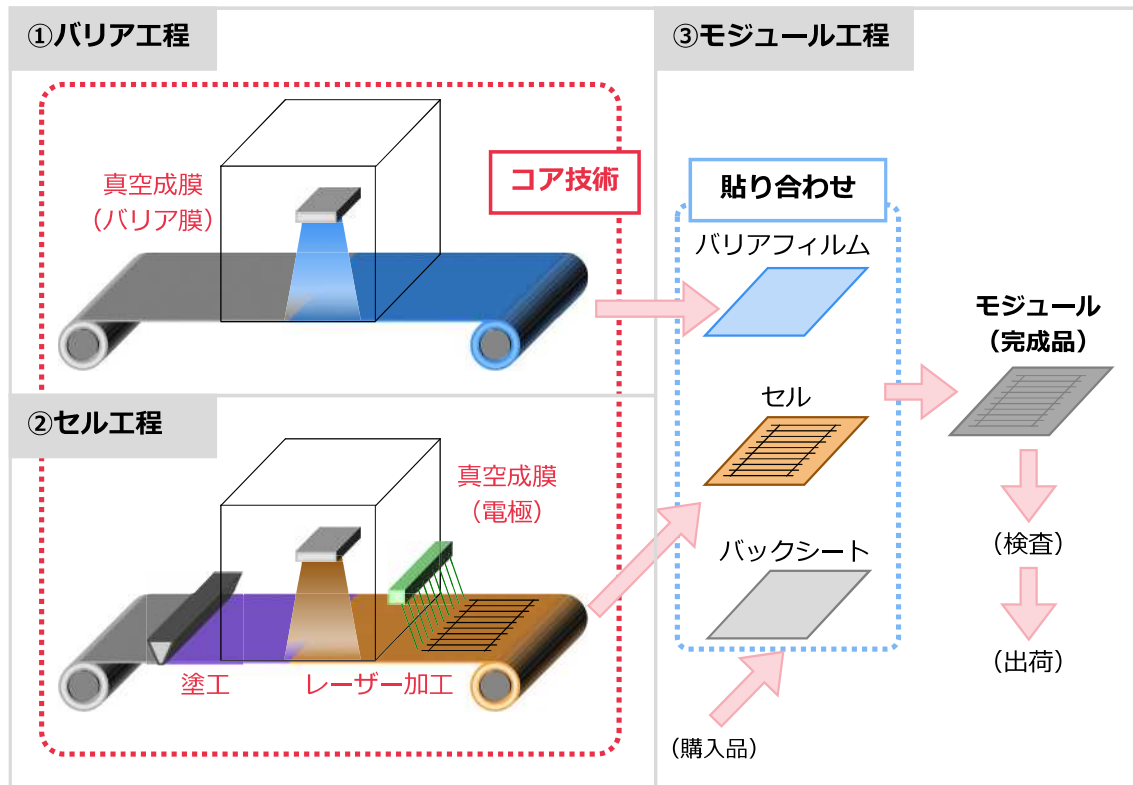 ①バリア工程
真空成膜
（バリア膜）
コア技術
②セル工程
真空成膜
（電極）
塗工
レーザー加工
③モジュール工程
貼り合わせ
バリアフィルム
セル
バックシート
（購入品）
モジュール
（完成品）
（検査）
（出荷）